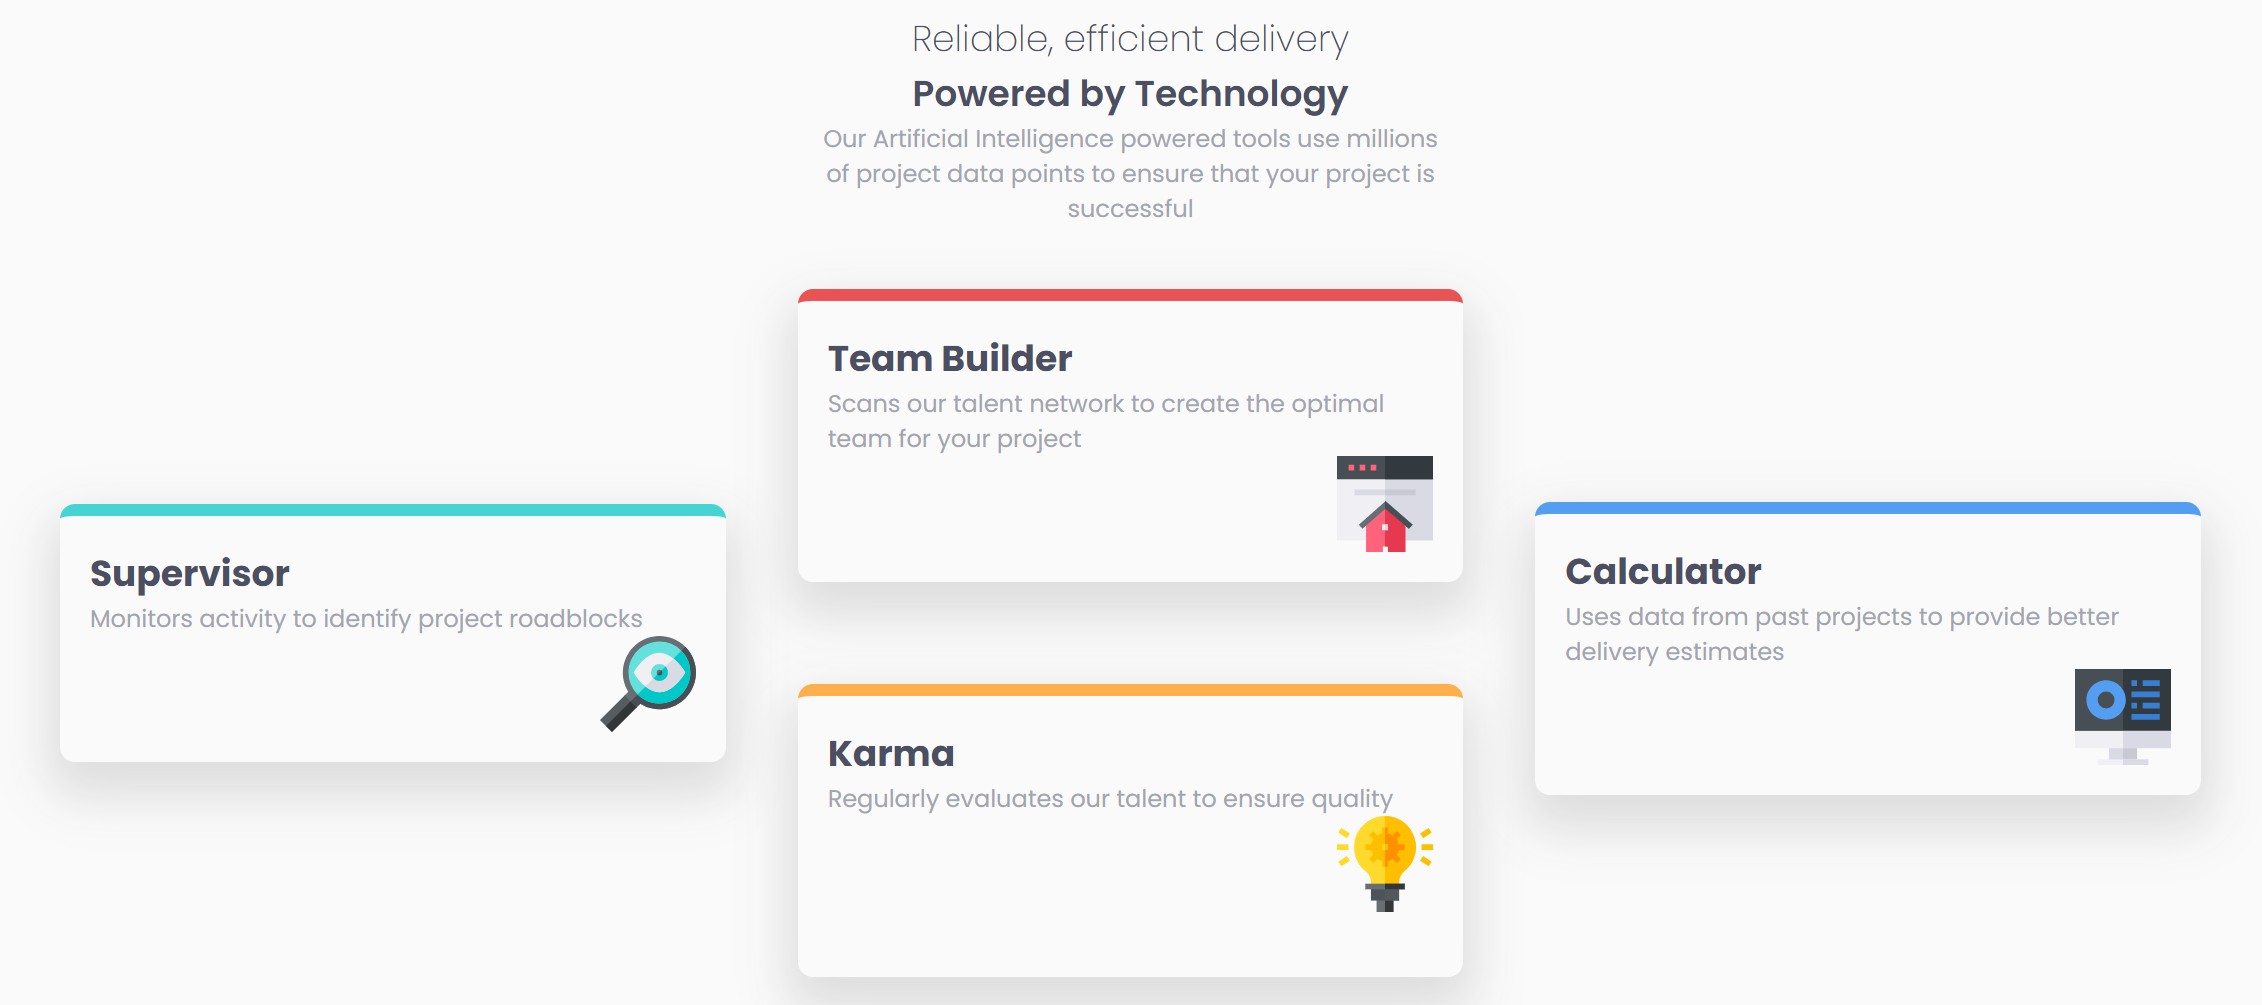 Reliable, efficient delivery
Powered by Technology
Our Artificial Intelligence powered tools use millions
of project data points to ensure that your project is
successful
Supervisor
Monitors activity to identify project roadblocks
Team Builder
Scans our talent network to create the optimal
team for your project
Karma
Regularly evaluates our talent to ensure quality
Calculator
Uses data from past projects to provide better
delivery estimates